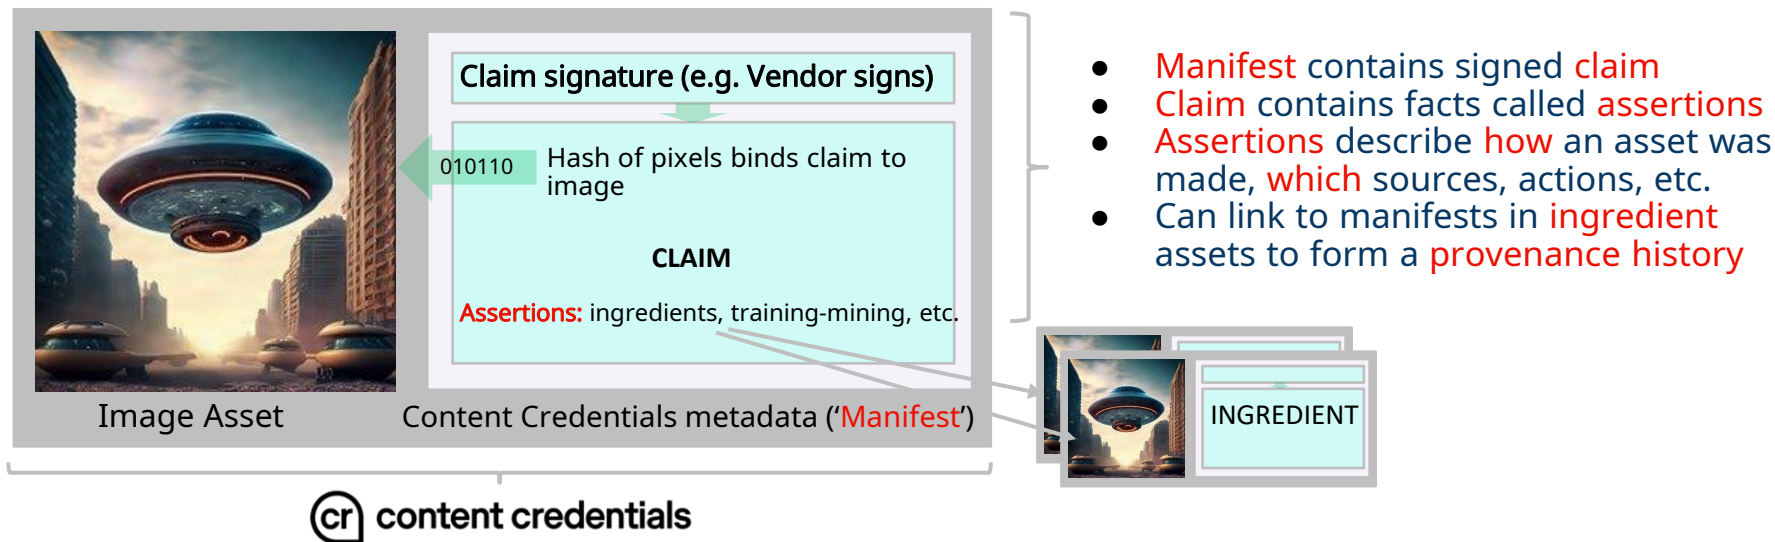 Claim signature (e.g. Vendor signs)
010110
Hash of pixels binds claim to
image
CLAIM
Assertions: ingredients, training-mining, etc.
Image Asset
Content Credentials metadata (‘Manifest’)
cr content credentials
● Manifest contains signed claim
● Claim contains facts called assertions
● Assertions describe how an asset was
made, which sources, actions, etc.
● Can link to manifests in ingredient
assets to form a provenance history
INGREDIENT